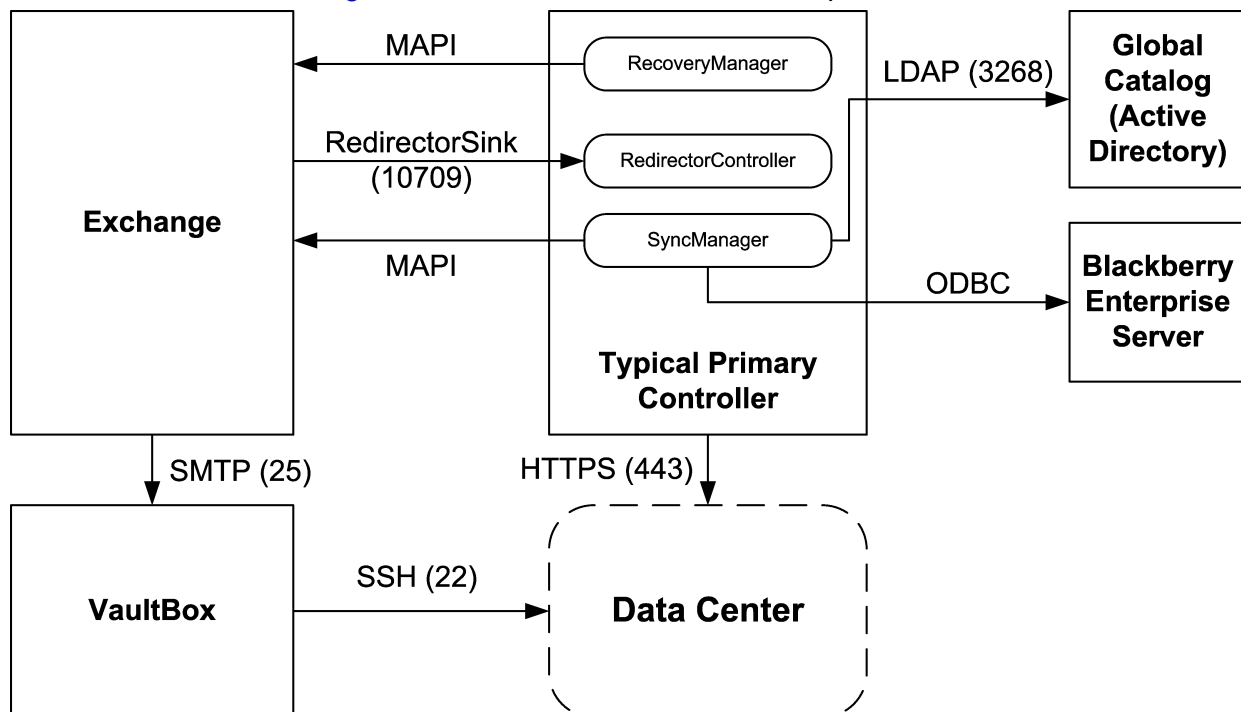 MAPI
RecoveryManager
LDAP (3268)
Global
Catalog
(Active
Directory)
RedirectorSink
(10709)
RedirectorController
Exchange
SyncManager
MAPI
ODBC
Blackberry
Enterprise
Server
Typical Primary
Controller
SMTP (25)
HTTPS (443)
VaultBox
SSH (22)
Data Center